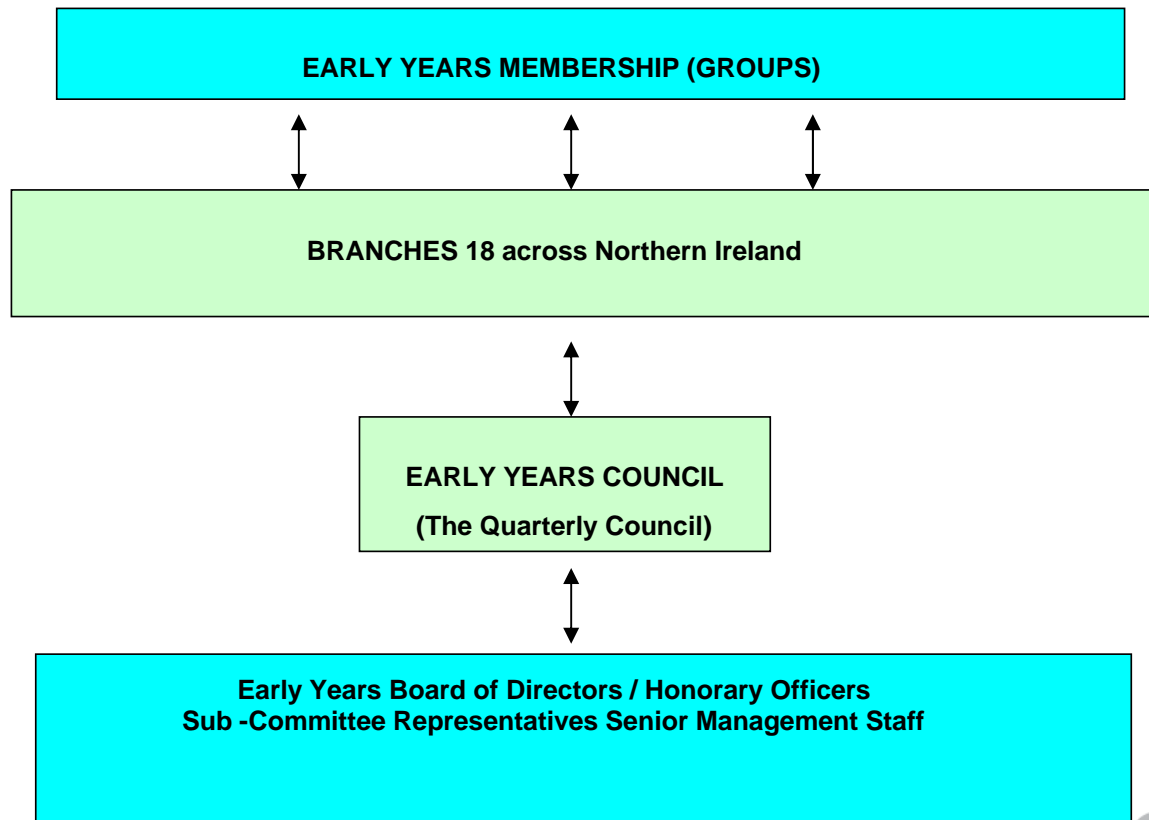 EARLY YEARS MEMBERSHIP (GROUPS)
BRANCHES 18 across Northern Ireland
EARLY YEARS COUNCIL
(The Quarterly Council)
Early Years Board of Directors / Honorary Officers
Sub -Committee Representatives Senior Management Staff